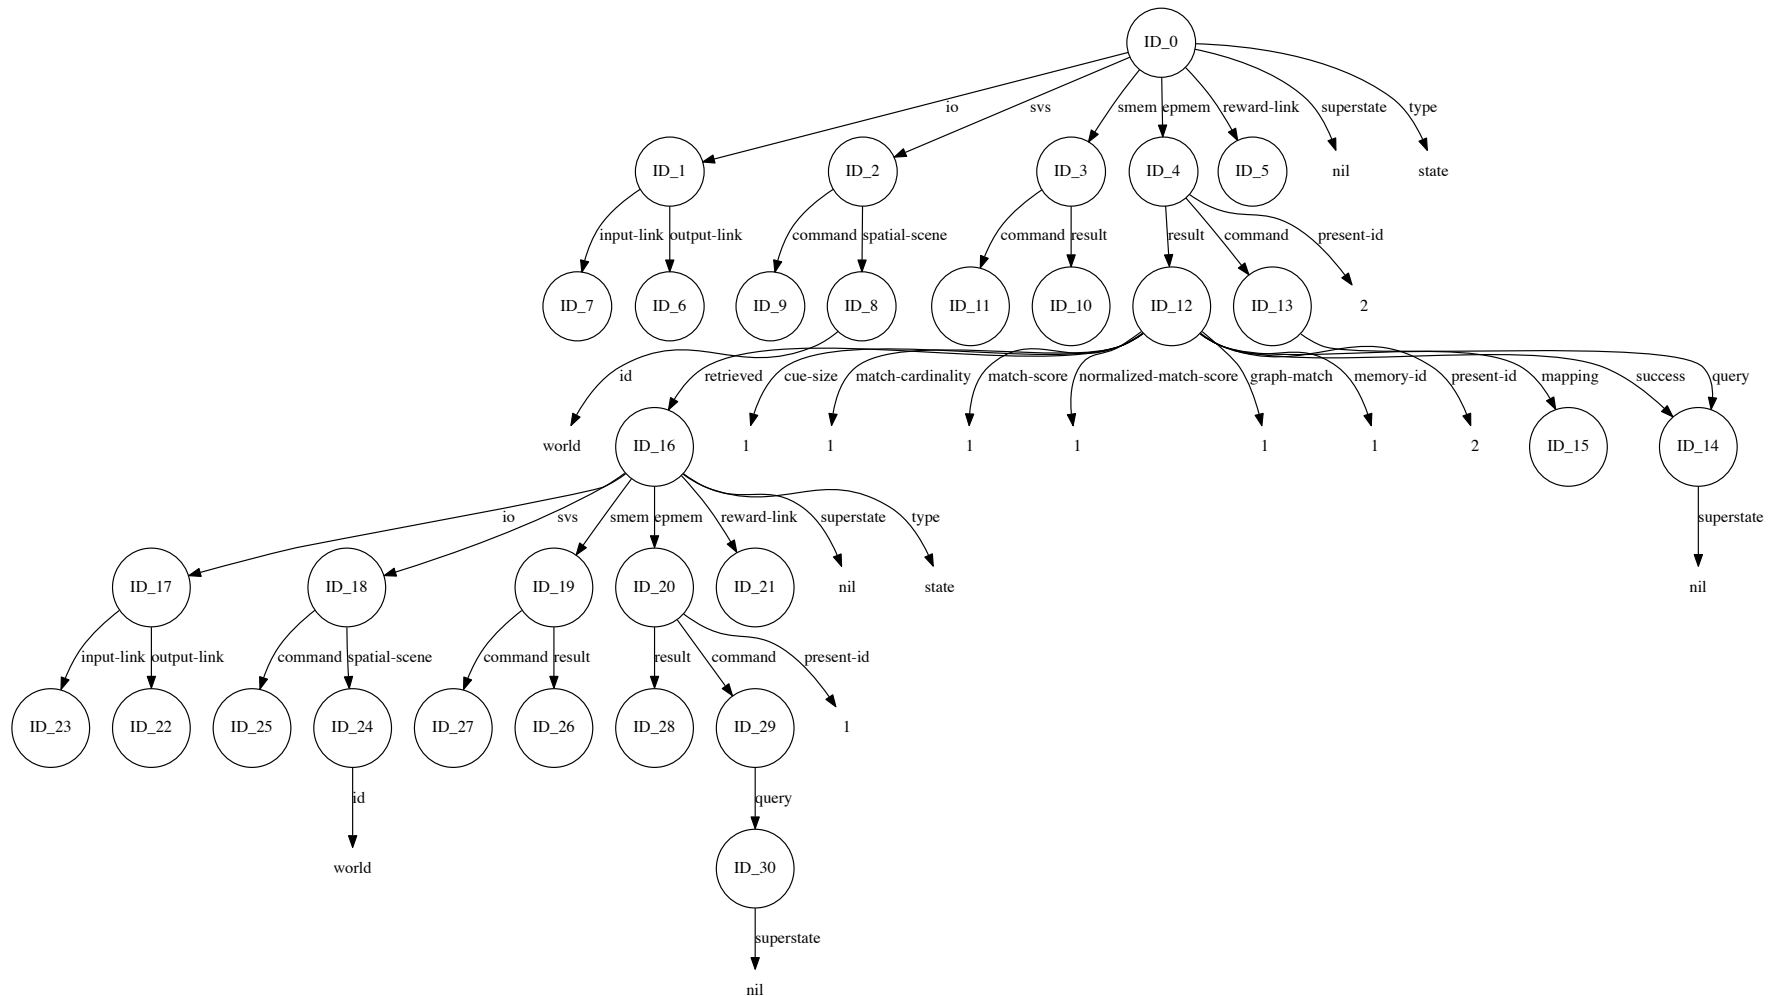 ID_0
io svs smem epmem reward-link superstate type
ID_1 ID_2 ID_3 ID_4 ID_5 nil state
input-link output-link command spatial-scene command result result command present-id
ID_7 ID_6 ID_9 ID_8 ID_11 ID_10 ID_12 ID_13 2
id retrieved cue-size match-cardinality match-score normalized-match-score graph-match memory-id present-id mapping success query
world ID_16 1 1 1 1 1 1 2 ID_15 ID_14
io svs smem epmem reward-link superstate type superstate
ID_17 ID_18 ID_19 ID_20 ID_21 nil state nil
input-link output-link command spatial-scene command result result command present-id
ID_23 ID_22 ID_25 ID_24 ID_27 ID_26 ID_28 ID_29 1
id query
world ID_30
superstate
nil